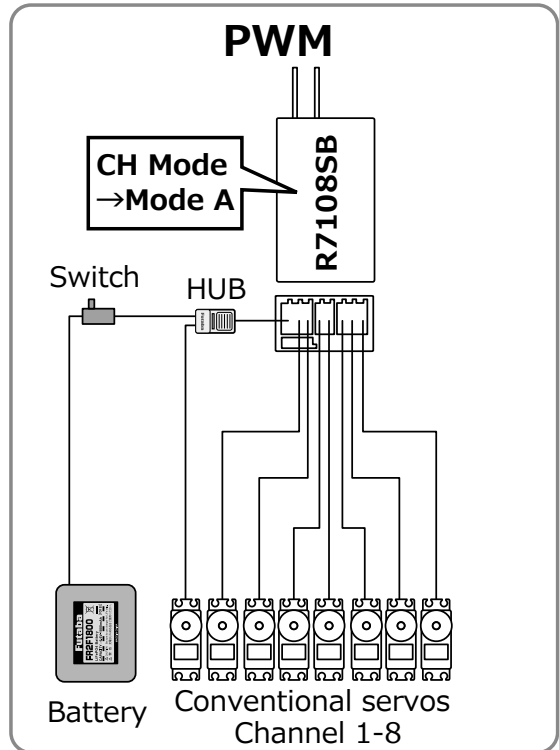 PWM
CH Mode
→Mode A
R7108SB
Switch
HUB
Futaba
FR2F1800
Battery
Conventional servos
Channel 1-8